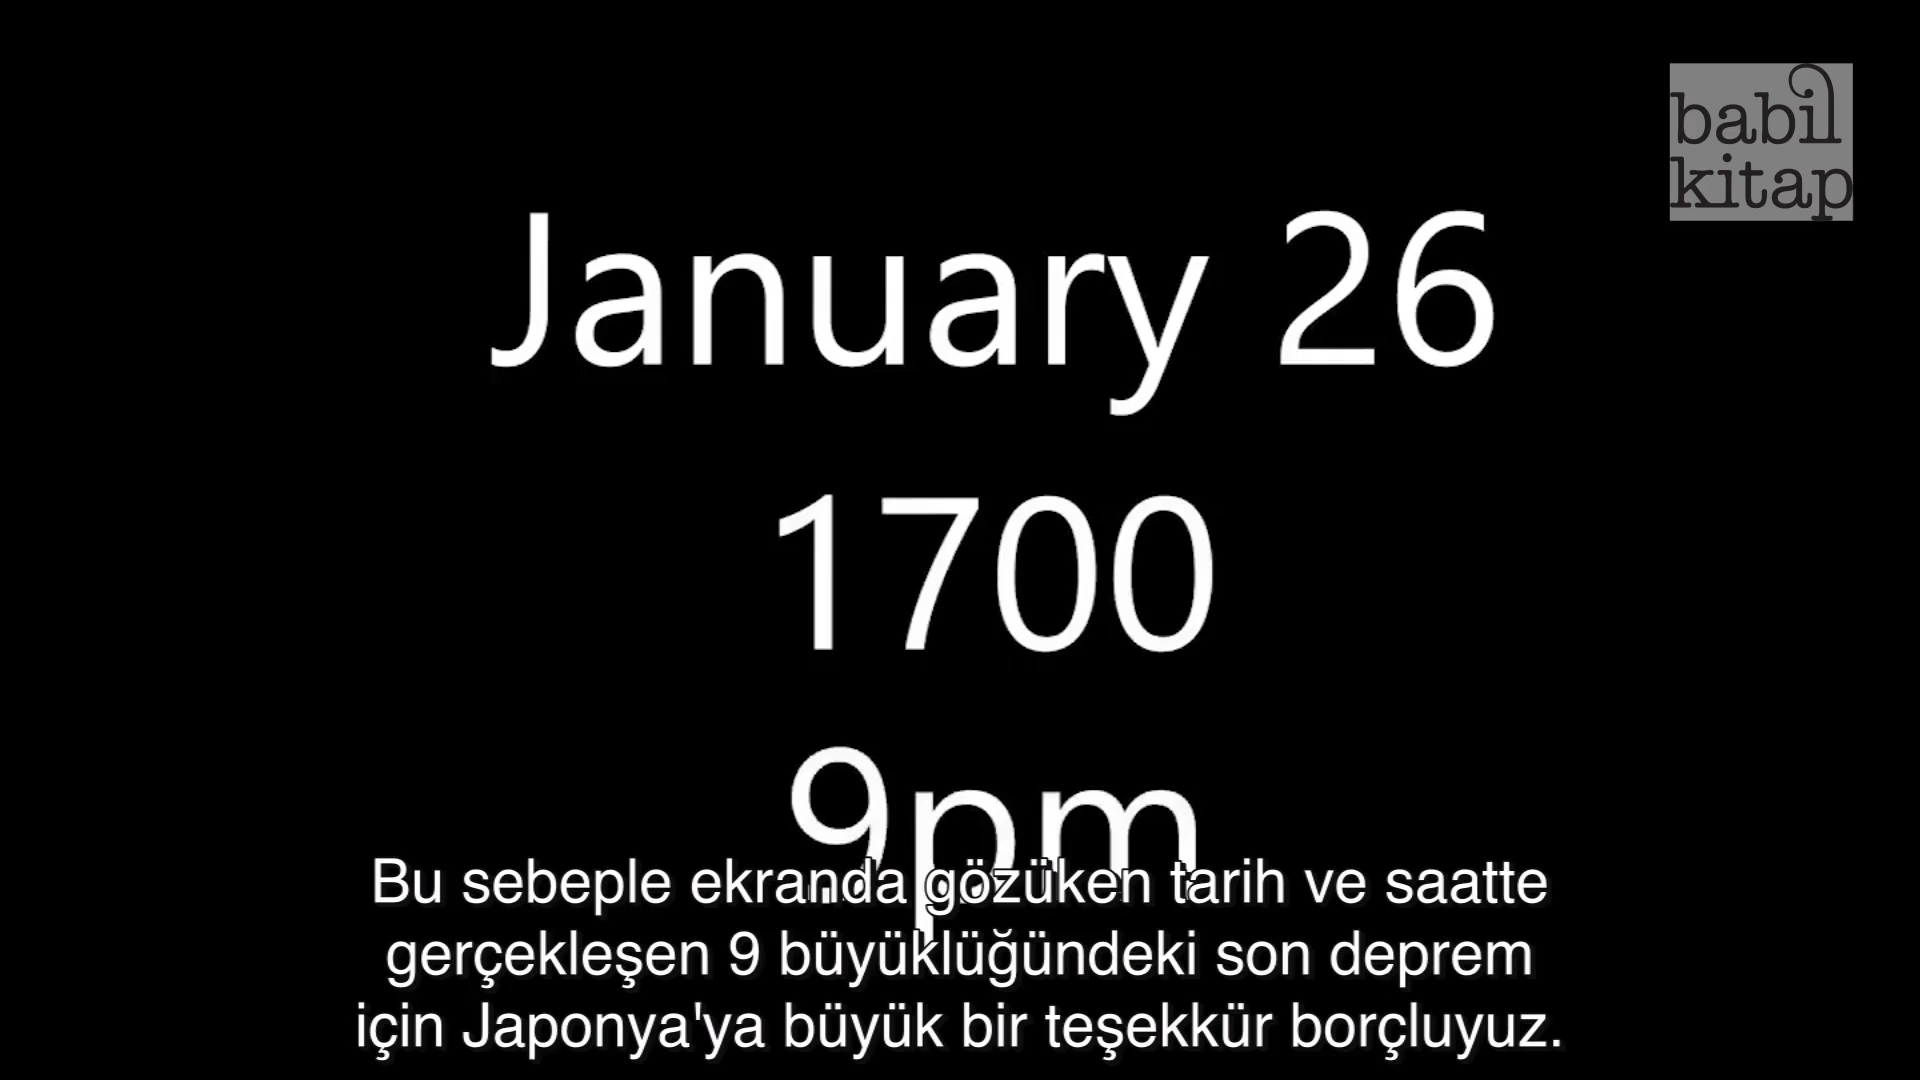 babil
kitap
January 26
1700
9pm
Bu sebeple ekranda gözüken tarih ve saatte
gerçekleşen 9 büyüklüğündeki son deprem
için Japonya'ya büyük bir teşekkür borçluyuz.